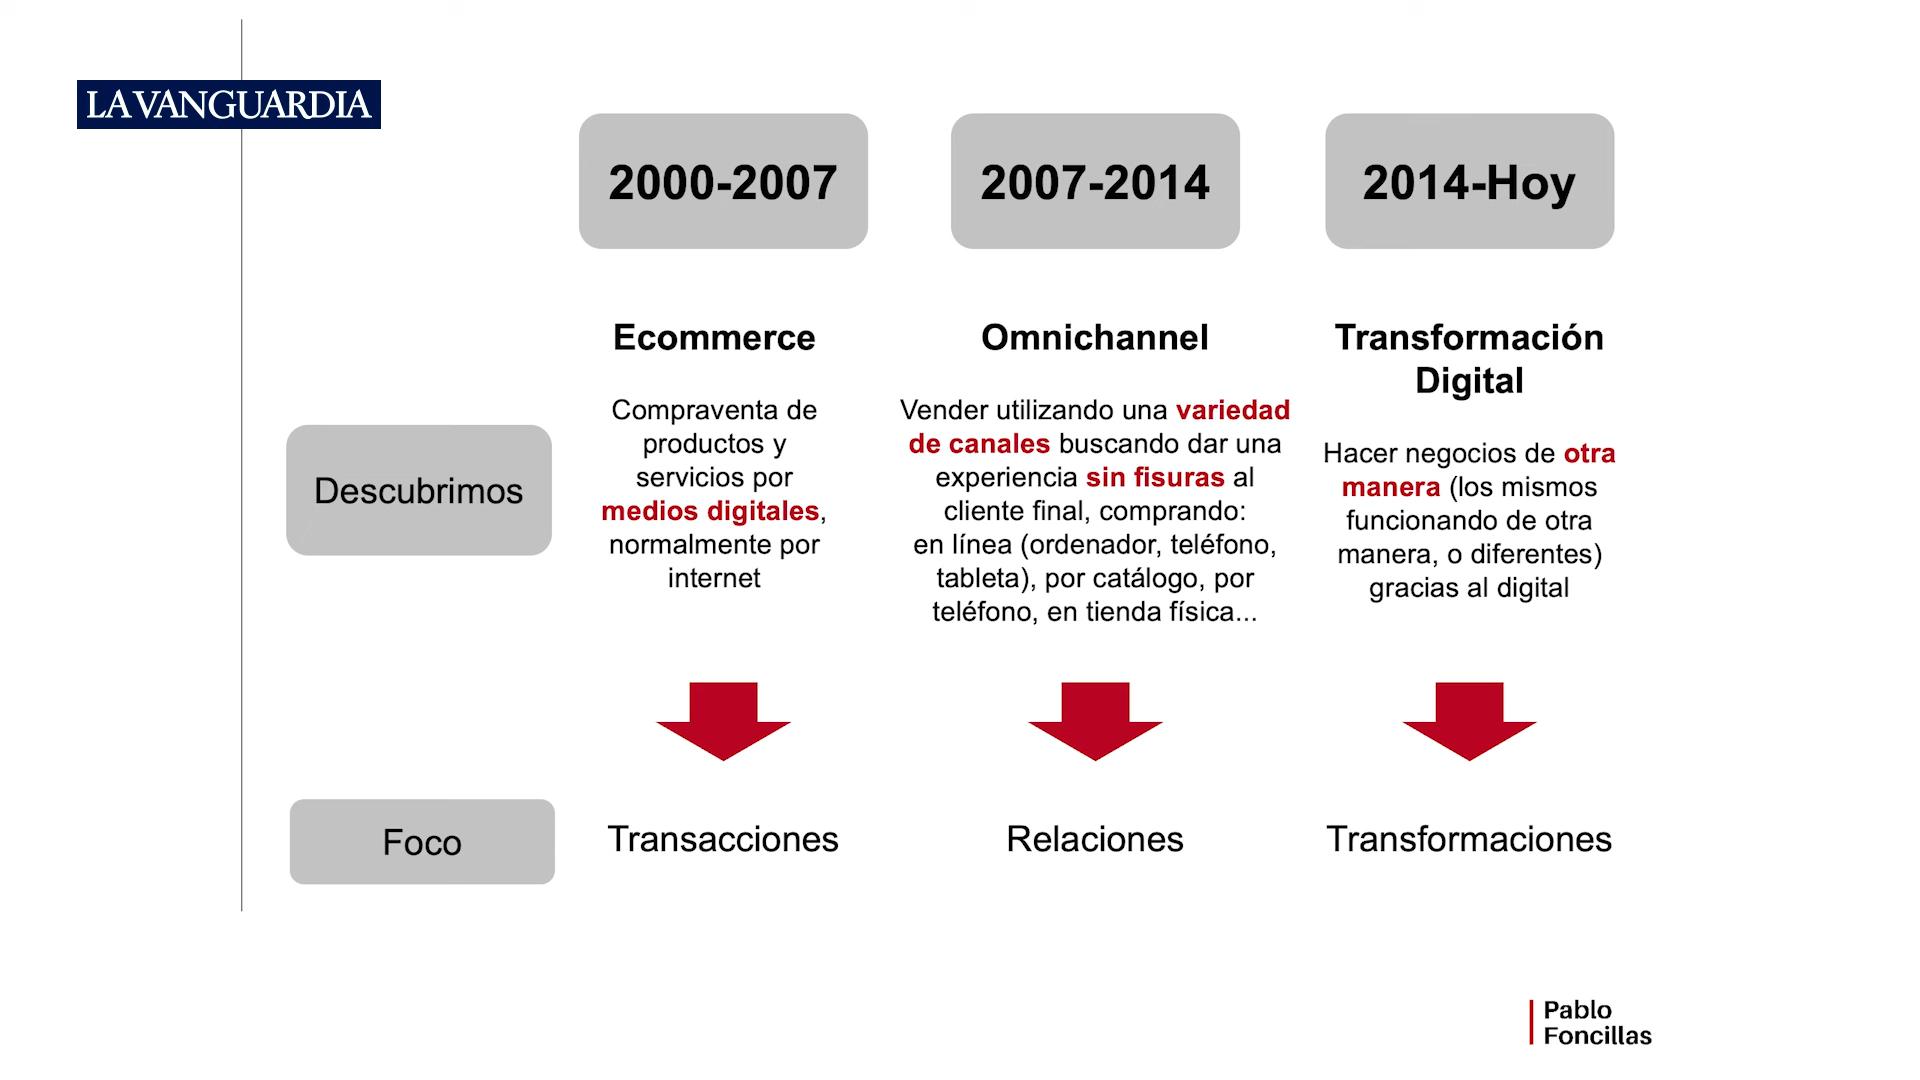 LA VANGUARDIA
2000-2007
2007-2014
2014-Hoy
Descubrimos
Ecommerce
Compraventa de
productos y
servicios por
medios digitales,
normalmente por
internet
Omnichannel
Vender utilizando una variedad
de canales buscando dar una
experiencia sin fisuras al
cliente final, comprando:
en línea (ordenador, teléfono,
tableta), por catálogo, por
teléfono, en tienda física...
Transformación
Digital
Hacer negocios de otra
manera (los mismos
funcionando de otra
manera, o diferentes)
gracias al digital
Foco
Transacciones
Relaciones
Transformaciones
Pablo
Foncillas